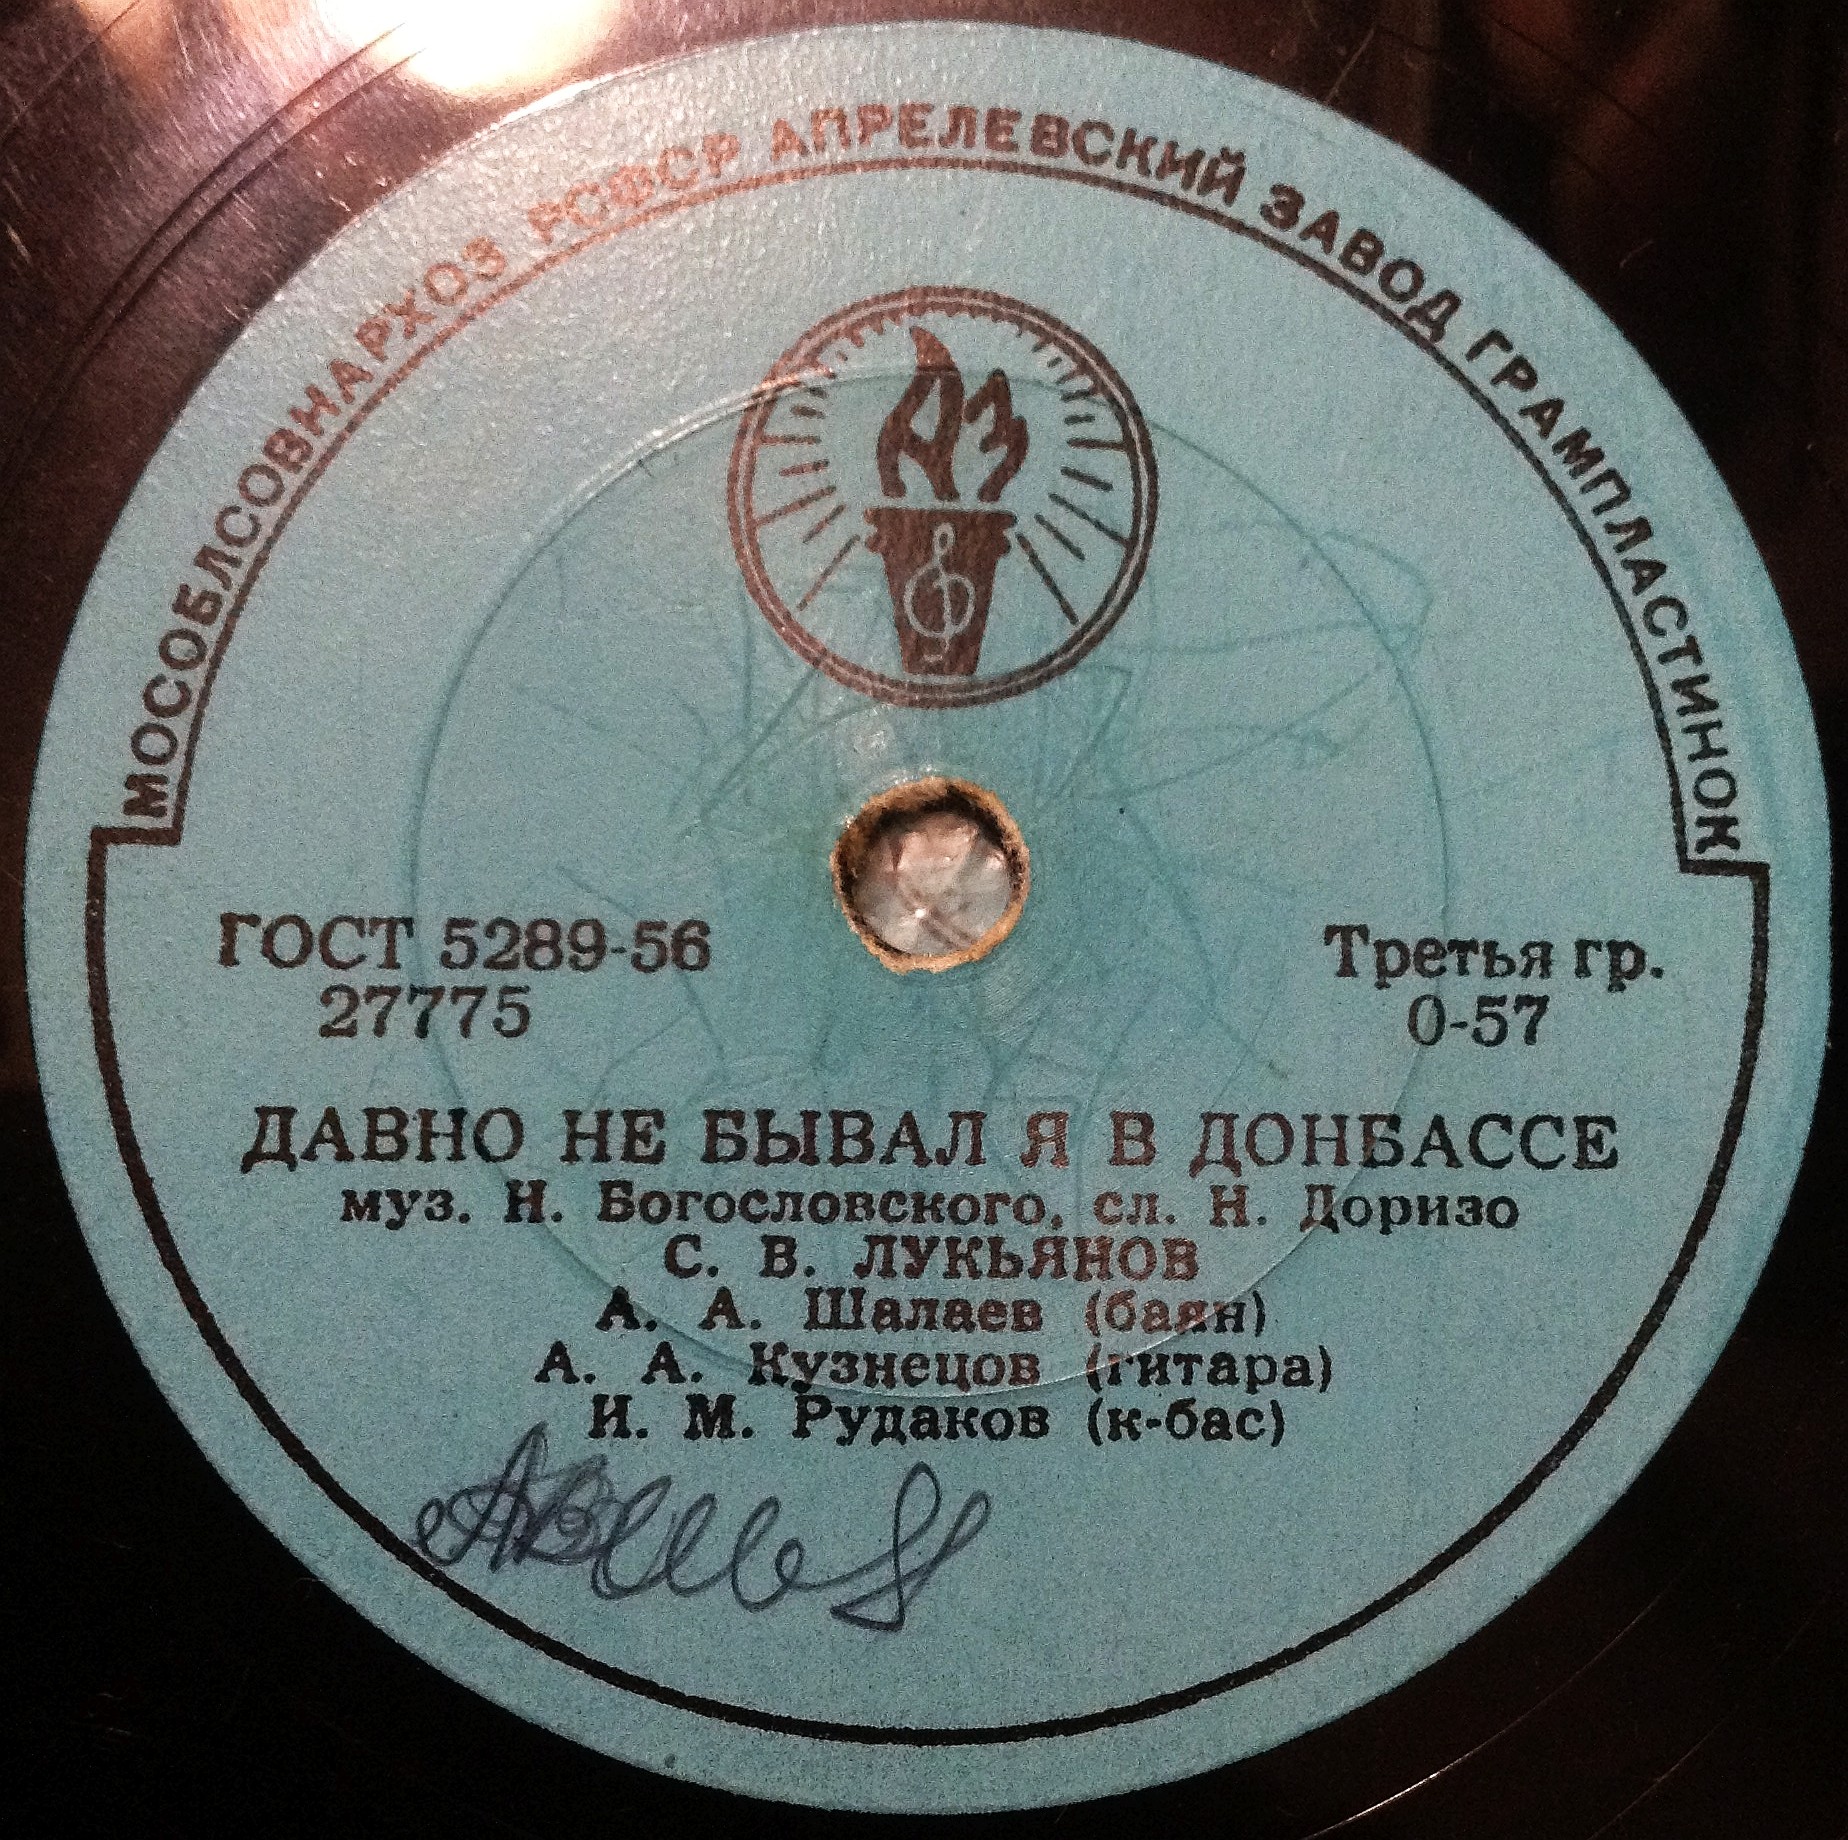 МОСОБЛСОВНАРХОЗ РСФСР АПРЕЛЕВСКИЙ ЗАВОД ГРАМПЛАСТИНОК
ГОСТ 5289-56
27775
Третья гр.
0-57
ДАВНО НЕ БЫВАЛ Я В ДОНБАССЕ
муз. Н. Богословского, сл. Н. Доризо
С. В. ЛУКЬЯНОВ
А. А. Шалаев (баян)
А. А. Кузнецов (гитара)
И. М. Рудаков (к-бас)